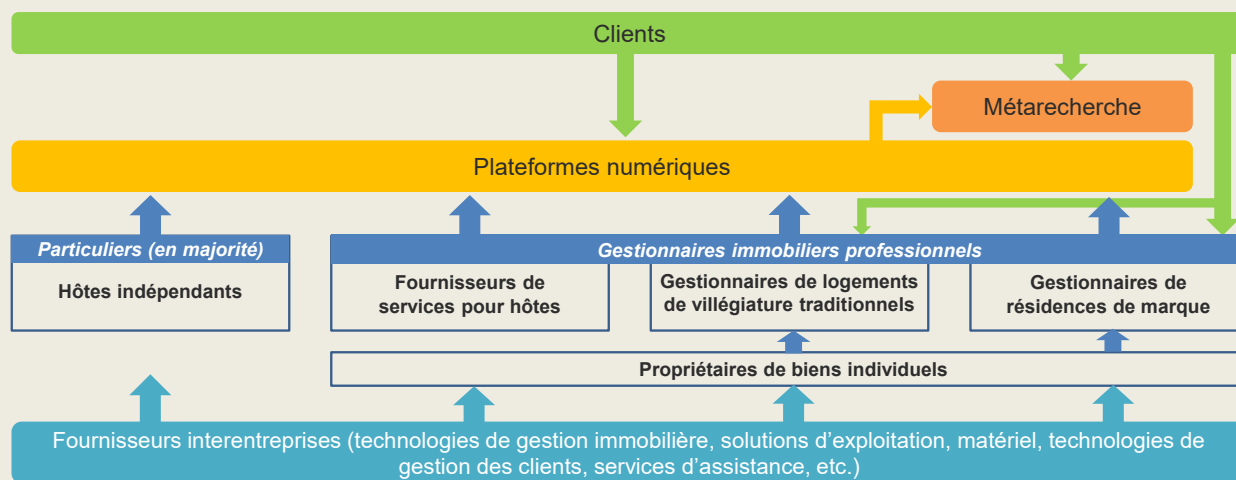 Clients
Métarecherche
Plateformes numériques
Particuliers (en majorité)
Hôtes indépendants
Gestionnaires immobiliers professionnels
Fournisseurs de
services pour hôtes
Gestionnaires de logements
de villégiature traditionnels
Gestionnaires de
résidences de marque
Propriétaires de biens individuels
Fournisseurs interentreprises (technologies de gestion immobilière, solutions d’exploitation, matériel, technologies de
gestion des clients, services d’assistance, etc.)